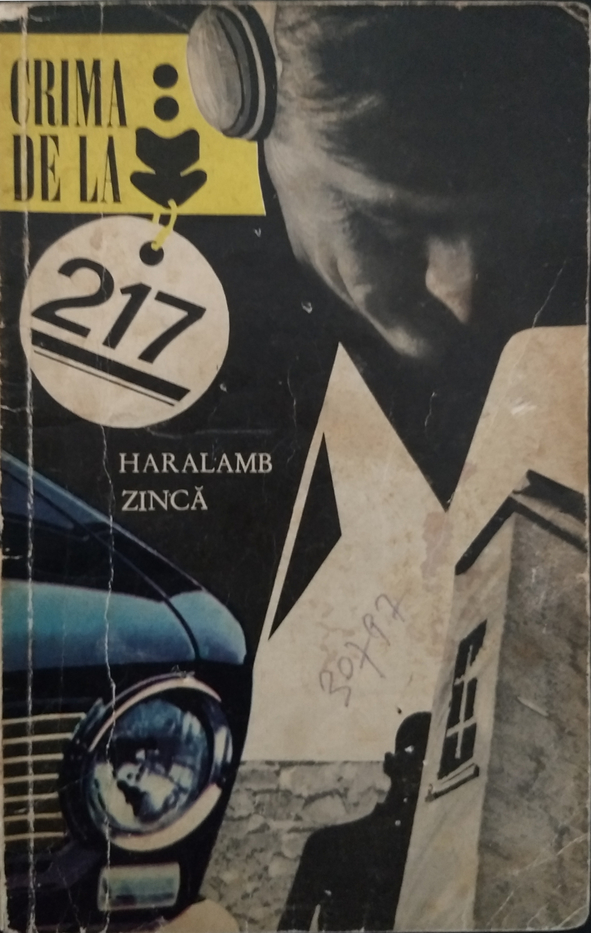 CRIMA
DE LA
217
HARALAMB
ZINCĂ
30797